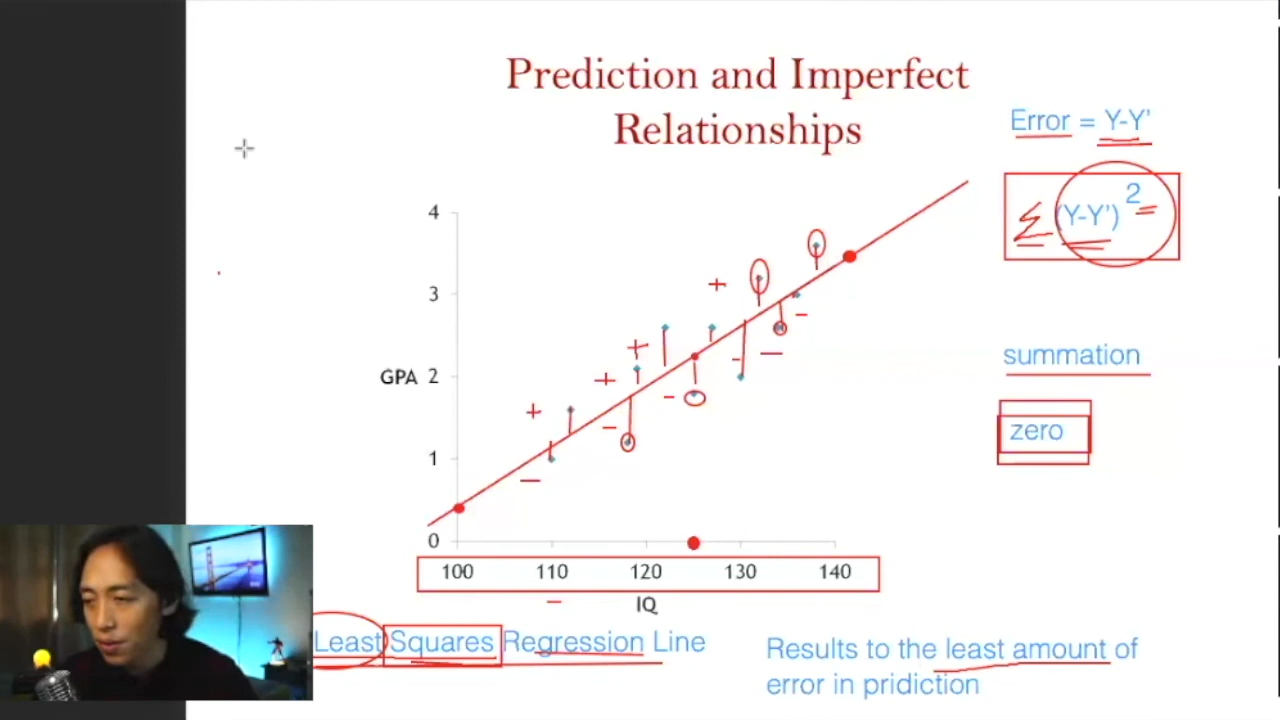 Prediction and Imperfect
Relationships
Error = Y-Y'
Σ (Y-Y')²
4
3
GPA 2
1
0
100 110 120 130 140
IQ
+ + + +
- - - - - -
summation
zero
Least Squares Regression Line
Results to the least amount of
error in pridiction